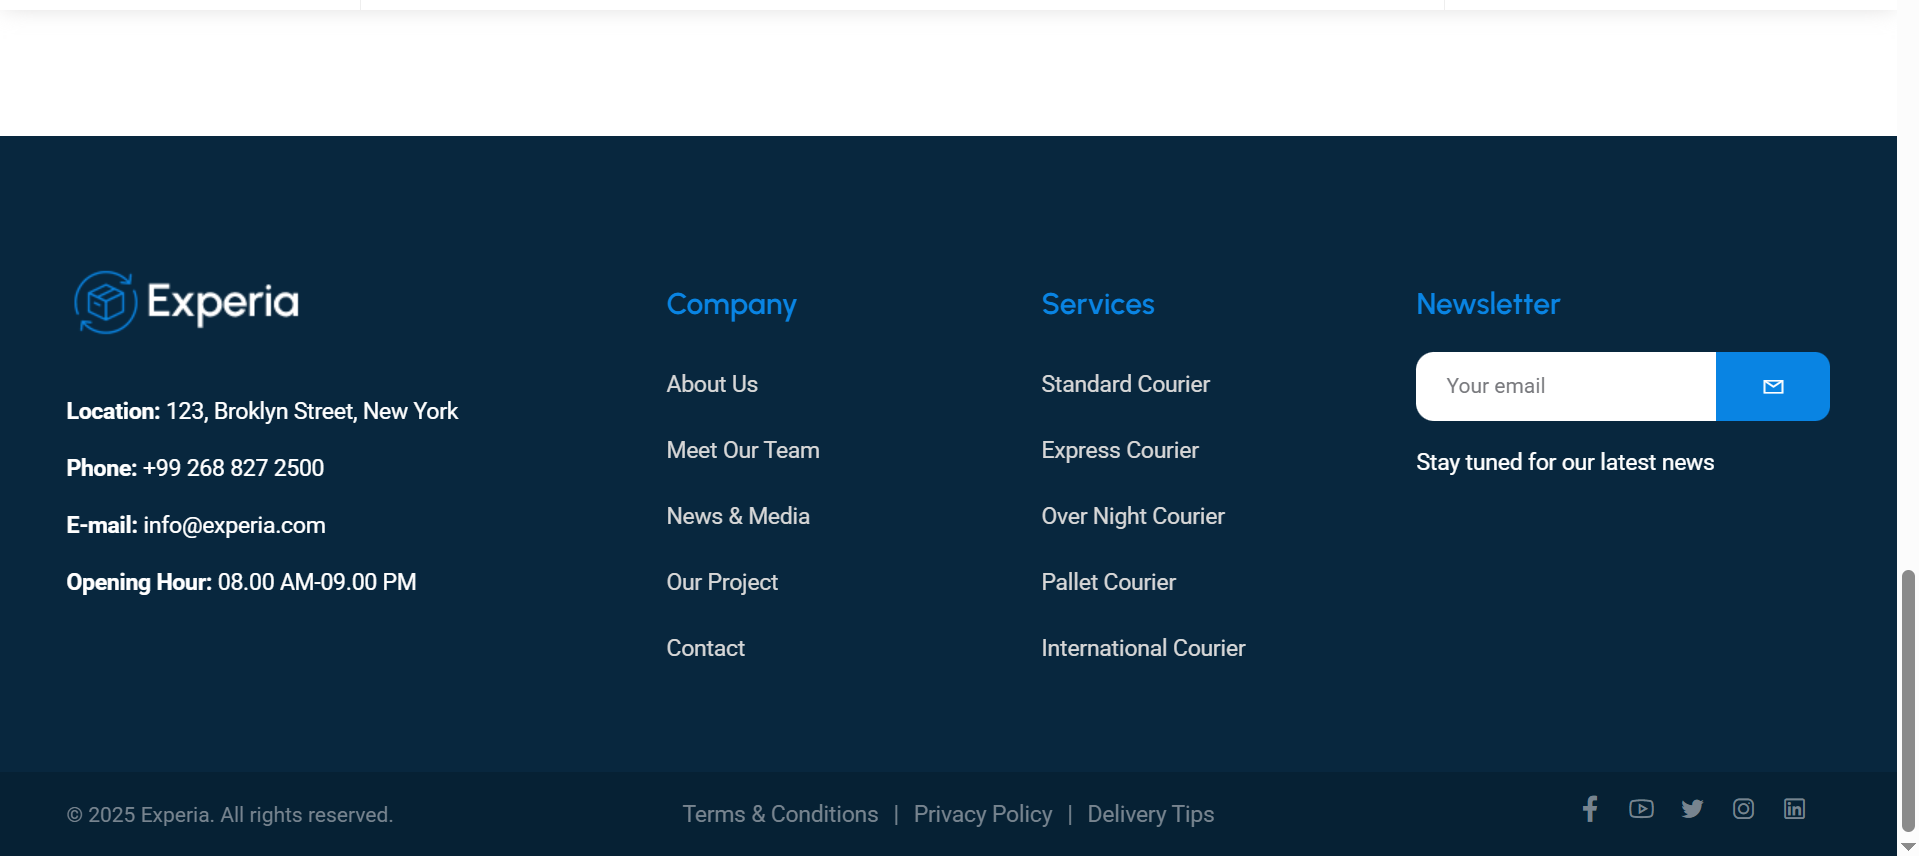 Experia
Location: 123, Broklyn Street, New York
Phone: +99 268 827 2500
E-mail: info@experia.com
Opening Hour: 08.00 AM-09.00 PM
Company
About Us
Meet Our Team
News & Media
Our Project
Contact
Services
Standard Courier
Express Courier
Over Night Courier
Pallet Courier
International Courier
Newsletter
Your email
Stay tuned for our latest news
© 2025 Experia. All rights reserved.
Terms & Conditions | Privacy Policy | Delivery Tips